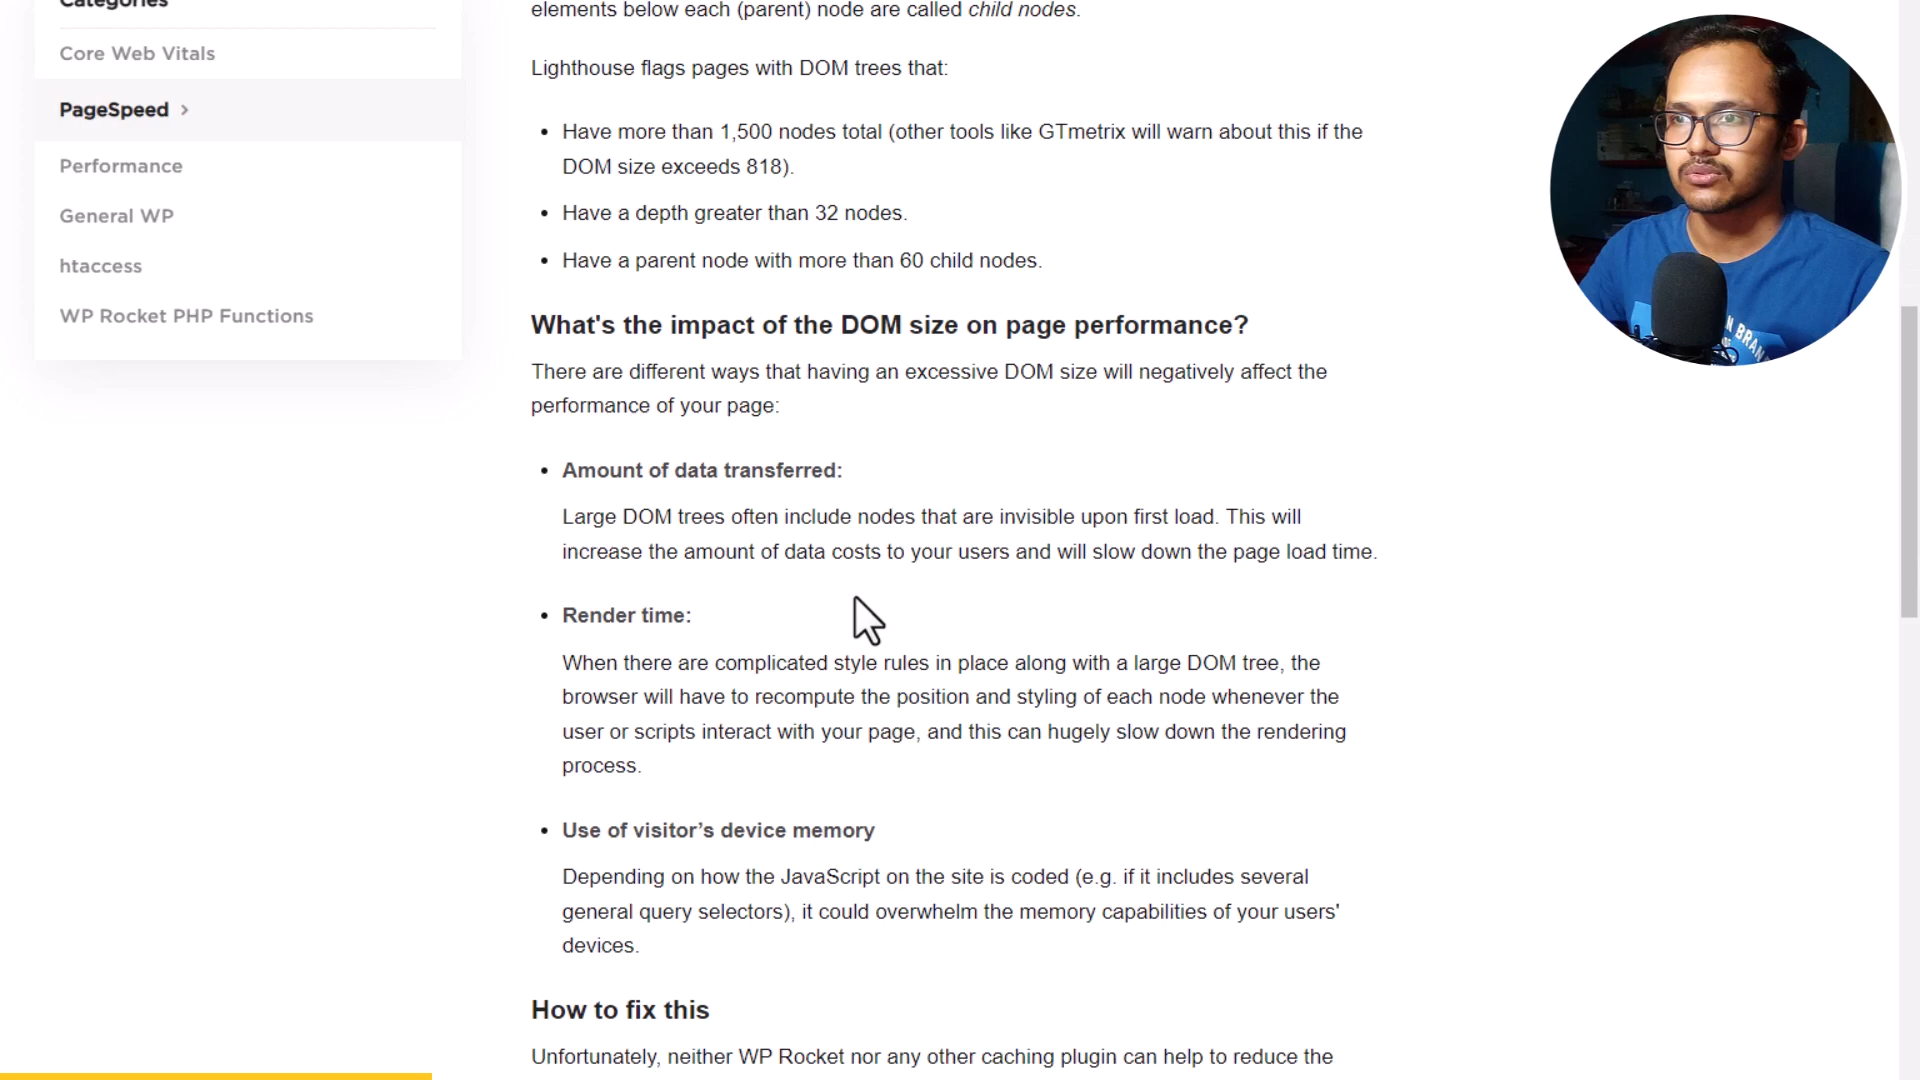 Categories
Core Web Vitals
PageSpeed
Performance
General WP
htaccess
WP Rocket PHP Functions
elements below each (parent) node are called child nodes.
Lighthouse flags pages with DOM trees that:
• Have more than 1,500 nodes total (other tools like GTmetrix will warn about this if the
DOM size exceeds 818).
• Have a depth greater than 32 nodes.
• Have a parent node with more than 60 child nodes.
What's the impact of the DOM size on page performance?
There are different ways that having an excessive DOM size will negatively affect the
performance of your page:
• Amount of data transferred:
Large DOM trees often include nodes that are invisible upon first load. This will
increase the amount of data costs to your users and will slow down the page load time.
• Render time:
When there are complicated style rules in place along with a large DOM tree, the
browser will have to recompute the position and styling of each node whenever the
user or scripts interact with your page, and this can hugely slow down the rendering
process.
• Use of visitor’s device memory
Depending on how the JavaScript on the site is coded (e.g. if it includes several
general query selectors), it could overwhelm the memory capabilities of your users'
devices.
How to fix this
Unfortunately, neither WP Rocket nor any other caching plugin can help to reduce the